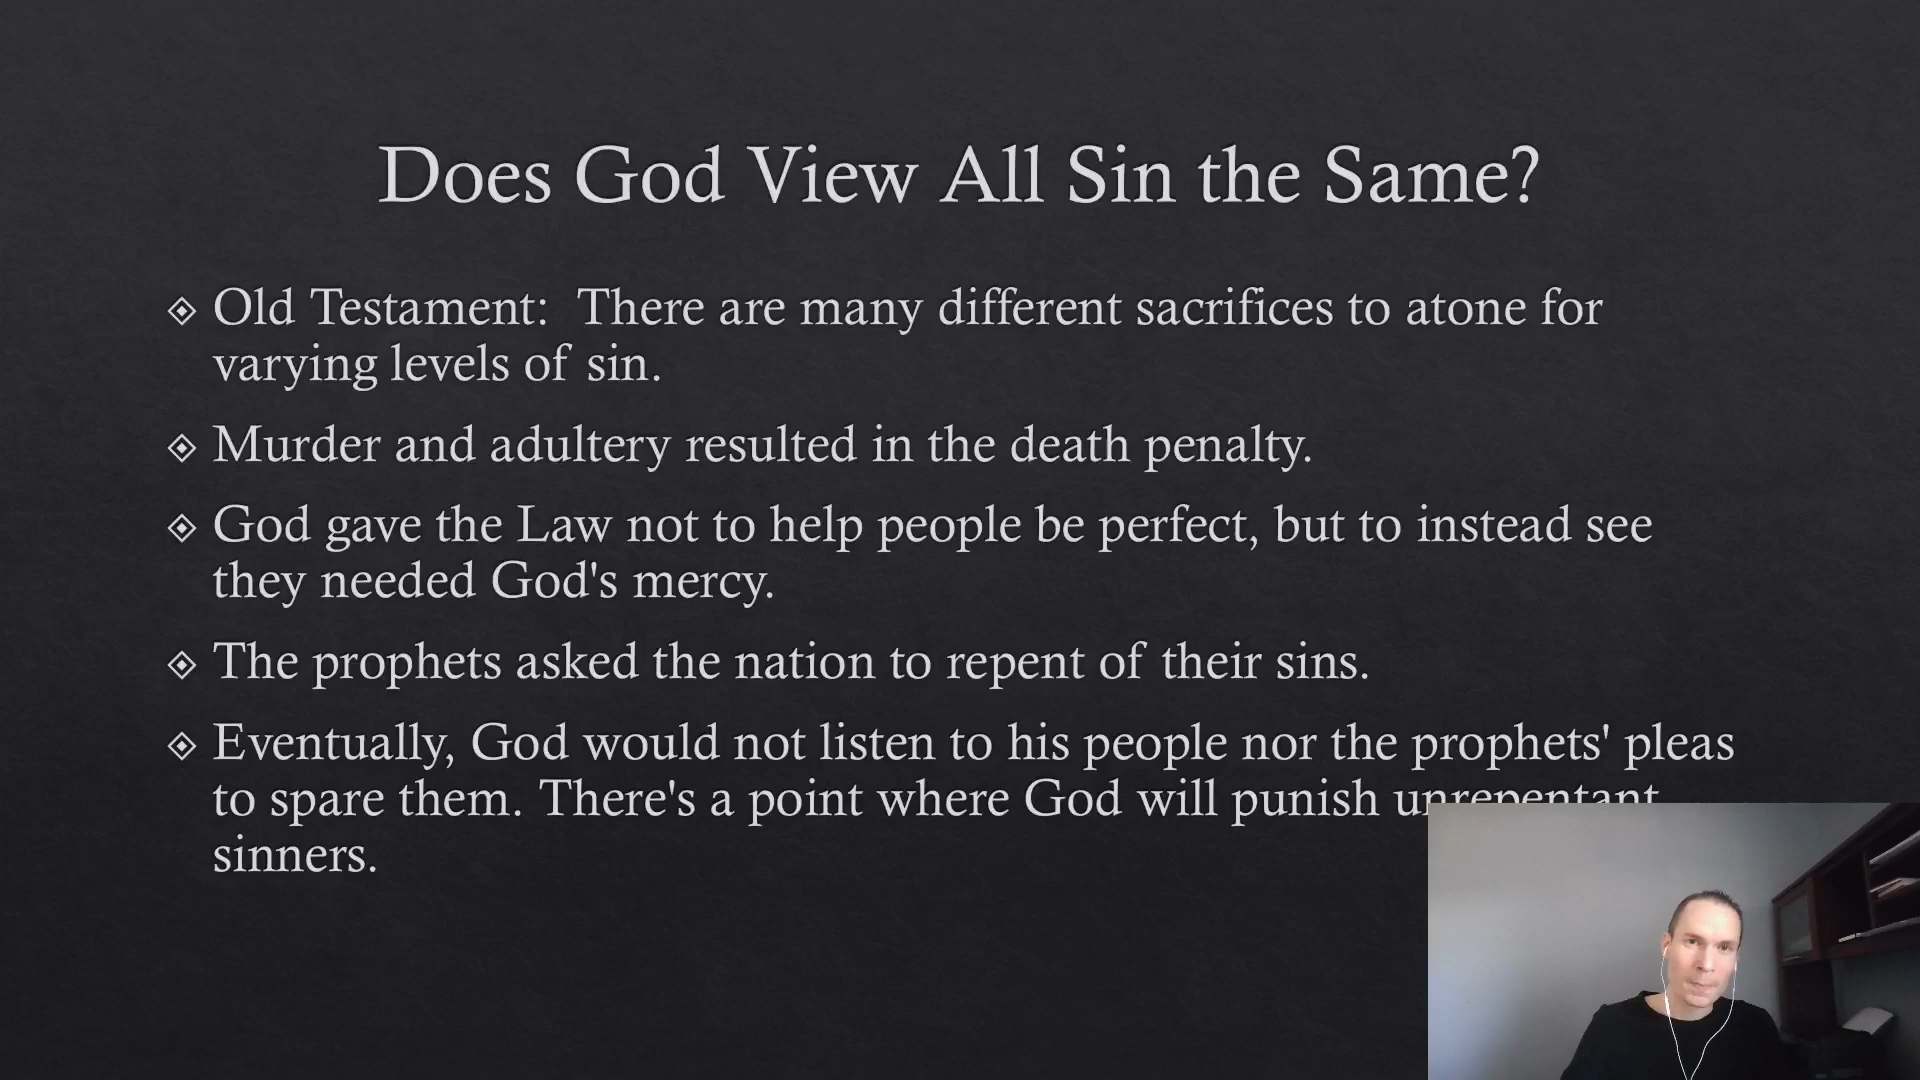 Does God View All Sin the Same?
Old Testament:  There are many different sacrifices to atone for
varying levels of sin.
Murder and adultery resulted in the death penalty.
God gave the Law not to help people be perfect, but to instead see
they needed God's mercy.
The prophets asked the nation to repent of their sins.
Eventually, God would not listen to his people nor the prophets' pleas
to spare them. There's a point where God will punish unrepentant
sinners.